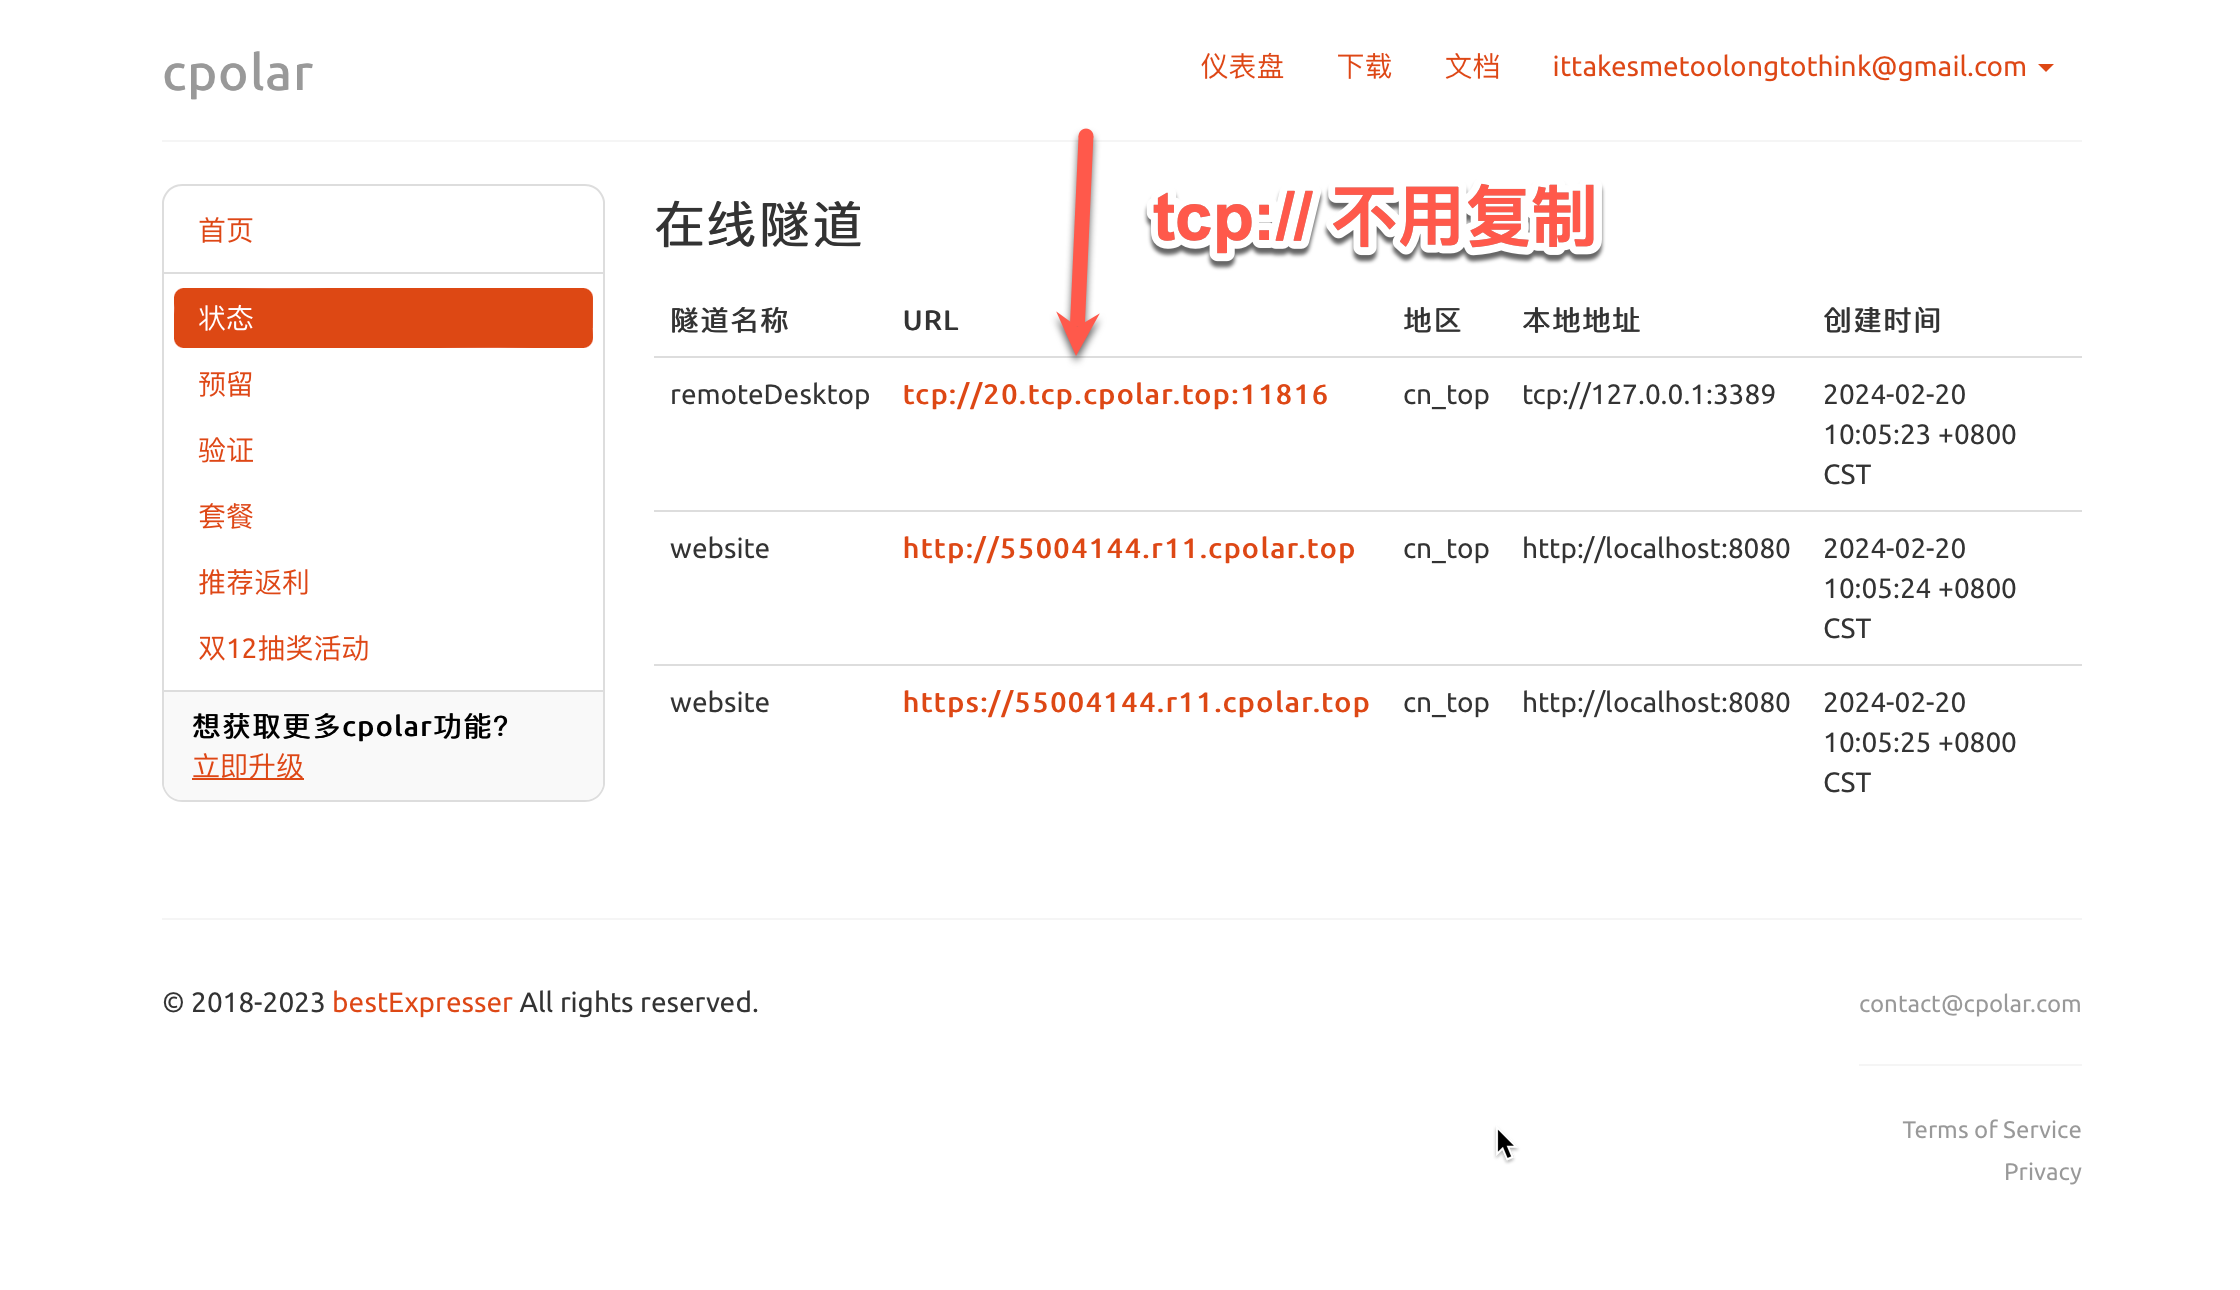 cpolar
仪表盘 下载 文档 ittakesmetoolongtothink@gmail.com
首页
状态
预留
验证
套餐
推荐返利
双12抽奖活动
想获取更多cpolar功能?
立即升级
在线隧道
tcp:// 不用复制
隧道名称 URL 地区 本地地址 创建时间
remoteDesktop tcp://20.tcp.cpolar.top:11816 cn_top tcp://127.0.0.1:3389 2024-02-20
10:05:23 +0800
CST
website http://55004144.r11.cpolar.top cn_top http://localhost:8080 2024-02-20
10:05:24 +0800
CST
website https://55004144.r11.cpolar.top cn_top http://localhost:8080 2024-02-20
10:05:25 +0800
CST
© 2018-2023 bestExpresser All rights reserved.
contact@cpolar.com
Terms of Service
Privacy